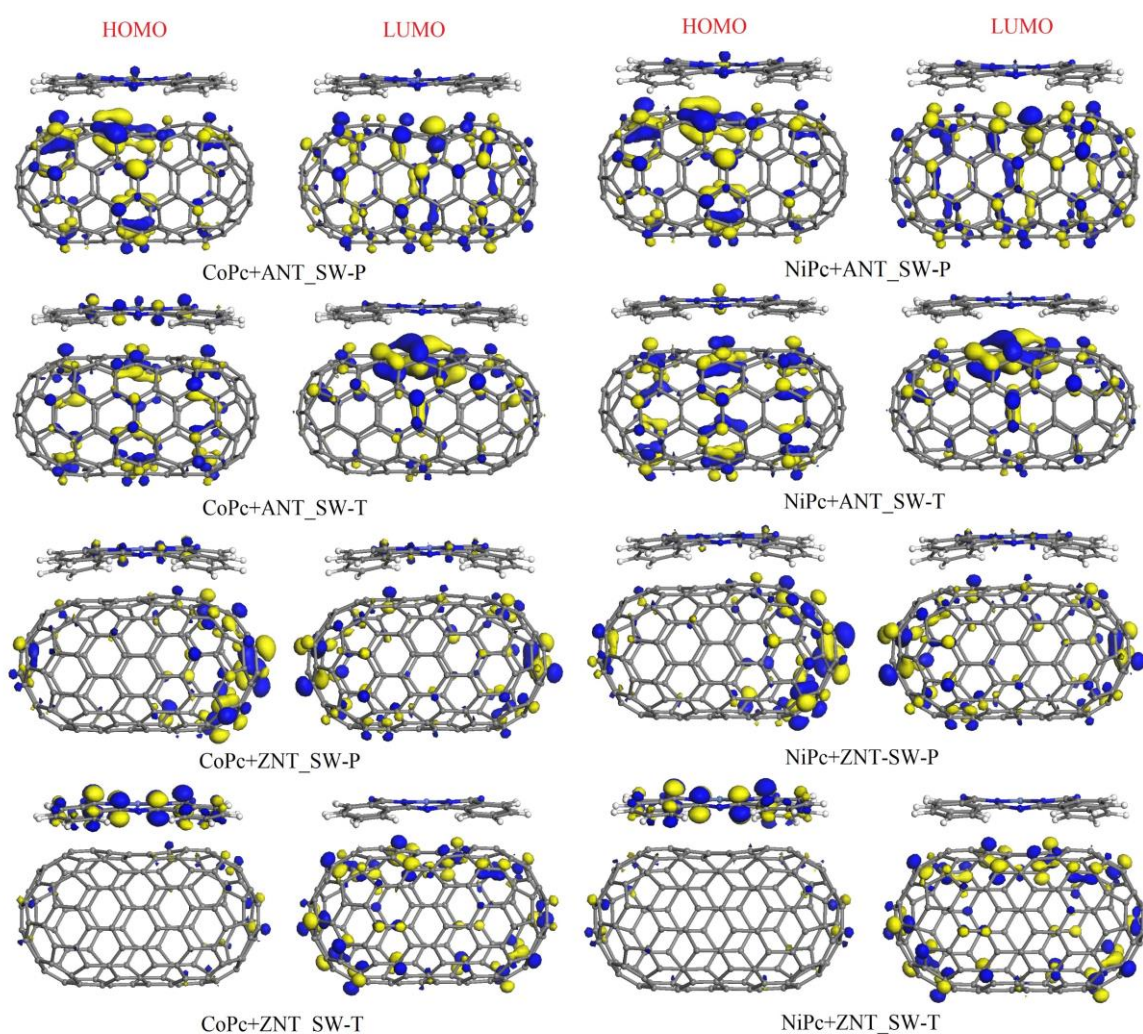 HOMO LUMO HOMO LUMO
CoPc+ANT_SW-P NiPc+ANT_SW-P
CoPc+ANT_SW-T NiPc+ANT_SW-T
CoPc+ZNT_SW-P NiPc+ZNT-SW-P
CoPc+ZNT_SW-T NiPc+ZNT_SW-T